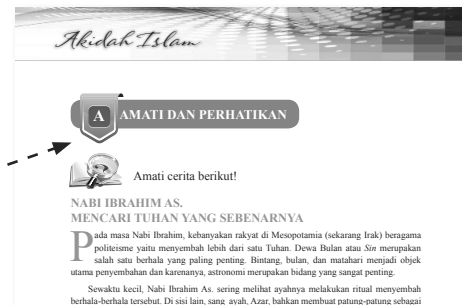 Akidah Islam
A AMATI DAN PERHATIKAN
Amati cerita berikut!
NABI IBRAHIM AS.
MENCARI TUHAN YANG SEBENARNYA
Pada masa Nabi Ibrahim, kebanyakan rakyat di Mesopotamia (sekarang Irak) beragama
politeisme yaitu menyembah lebih dari satu Tuhan. Dewa Bulan atau Sin merupakan
salah satu berhala yang paling penting. Bintang, bulan, dan matahari menjadi objek
utama penyembahan dan karenanya, astronomi merupakan bidang yang sangat penting.
Sewaktu kecil, Nabi Ibrahim As. sering melihat ayahnya melakukan ritual menyembah
berhala-berhala tersebut. Di sisi lain, sang ayah, Azar, bahkan membuat patung-patung sebagai